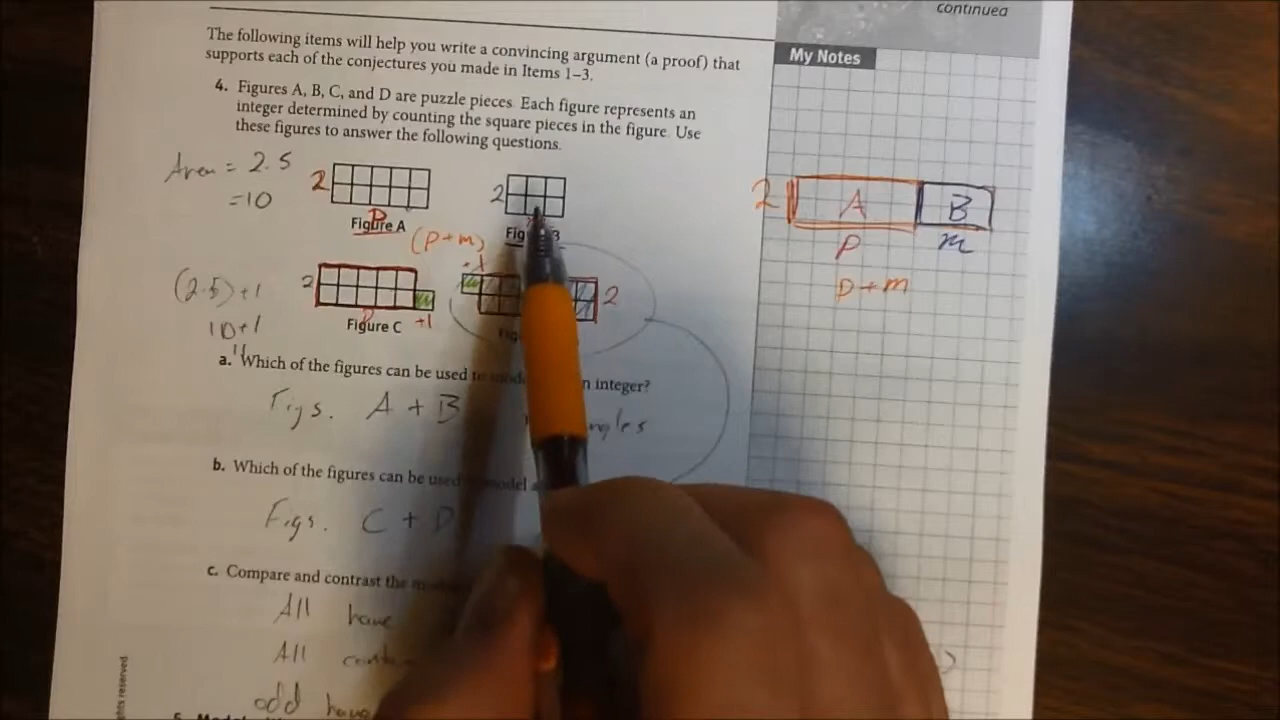 continued
The following items will help you write a convincing argument (a proof) that
supports each of the conjectures you made in Items 1–3.
My Notes
4. Figures A, B, C, and D are puzzle pieces. Each figure represents an
integer determined by counting the square pieces in the figure. Use
these figures to answer the following questions.
Area = 2·5
=10
2
2
Figure A
P
(p+m)
2
A
B
p
m
p+m
(2·5)+1
10+1
11
2
Figure C
+1
2
a. Which of the figures can be used to integer?
Figs. A + B
b. Which of the figures can be used model
Figs. C + D
c. Compare and contrast the
All have
All
odd have